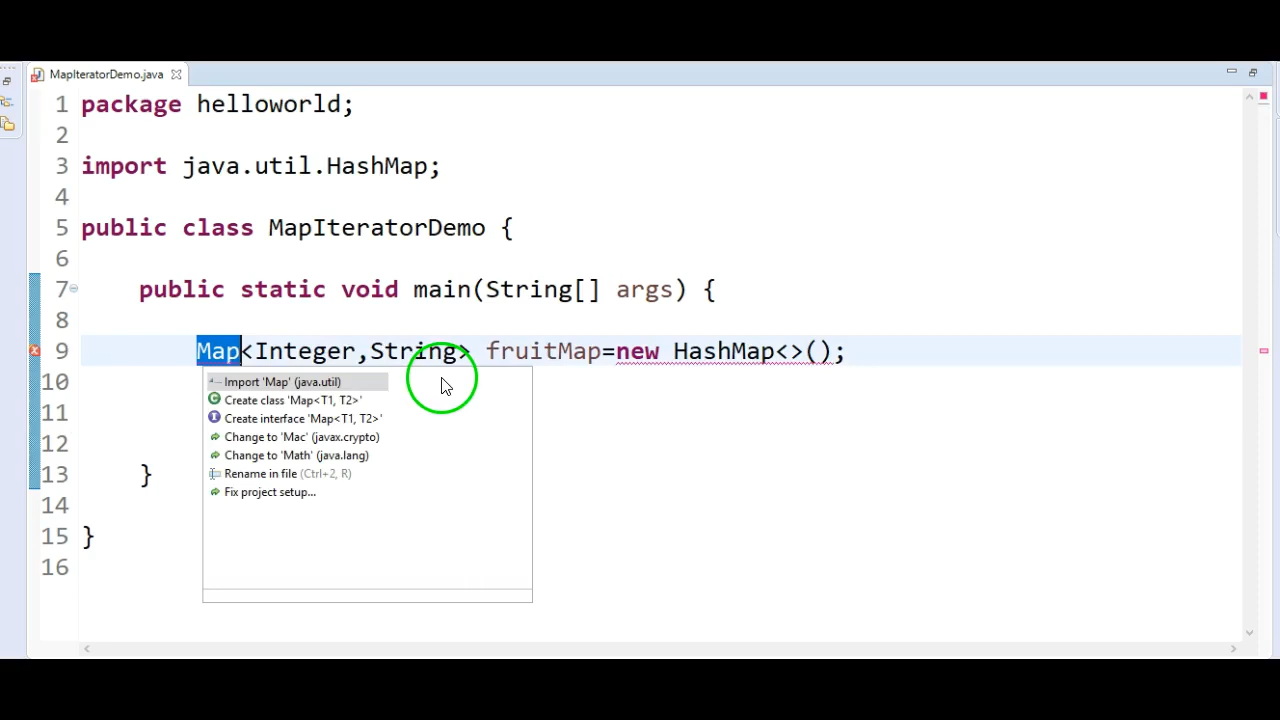 MapIteratorDemo.java
1 package helloworld;
2
3 import java.util.HashMap;
4
5 public class MapIteratorDemo {
6
7 public static void main(String[] args) {
8
9 Map<Integer,String> fruitMap=new HashMap<>();
10
11
12
13 }
14
15 }
16
Import 'Map' (java.util)
Create class 'Map<T1, T2>'
Create interface 'Map<T1, T2>'
Change to 'Mac' (javax.crypto)
Change to 'Math' (java.lang)
Rename in file (Ctrl+2, R)
Fix project setup...